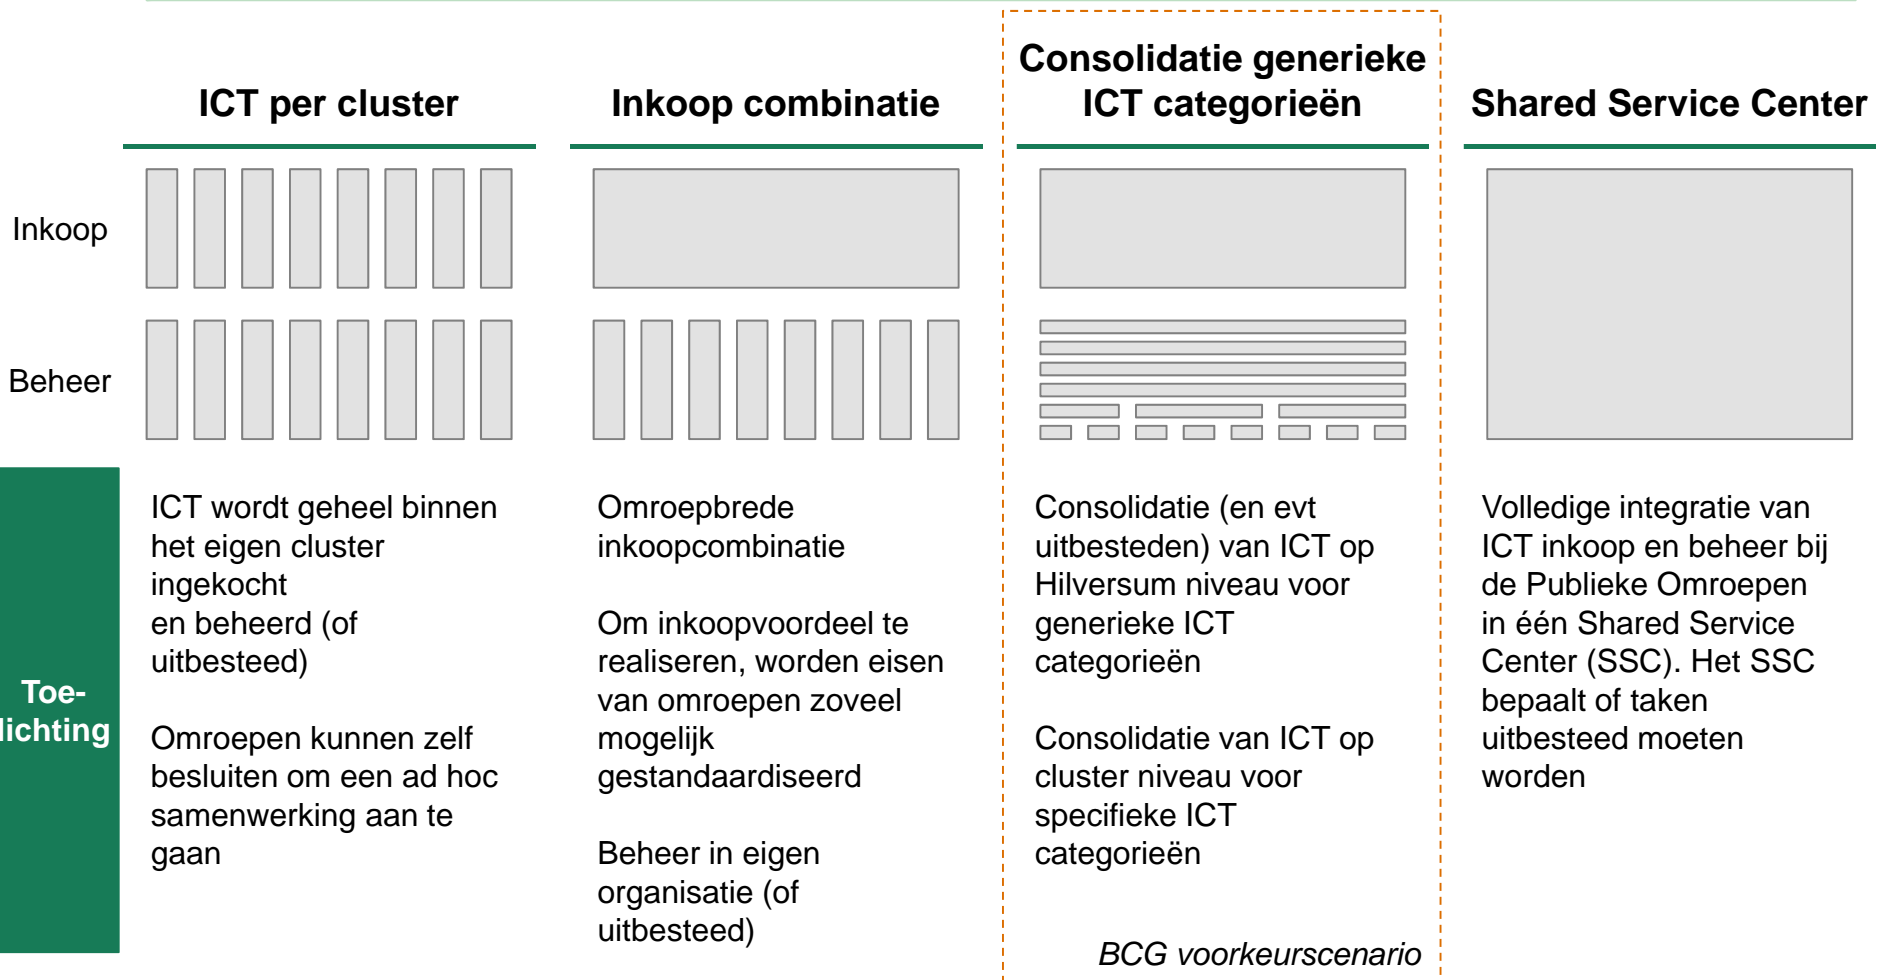 ICT per cluster
Inkoop combinatie
Consolidatie generieke
ICT categorieën
Shared Service Center
Inkoop
Beheer
Toe-
lichting
ICT wordt geheel binnen
het eigen cluster
ingekocht
en beheerd (of
uitbesteed)
Omroepen kunnen zelf
besluiten om een ad hoc
samenwerking aan te
gaan
Omroepbrede
inkoopcombinatie
Om inkoopvoordeel te
realiseren, worden eisen
van omroepen zoveel
mogelijk
gestandaardiseerd
Beheer in eigen
organisatie (of
uitbesteed)
Consolidatie (en evt
uitbesteden) van ICT op
Hilversum niveau voor
generieke ICT
categorieën
Consolidatie van ICT op
cluster niveau voor
specifieke ICT
categorieën
BCG voorkeurscenario
Volledige integratie van
ICT inkoop en beheer bij
de Publieke Omroepen
in één Shared Service
Center (SSC). Het SSC
bepaalt of taken
uitbesteed moeten
worden